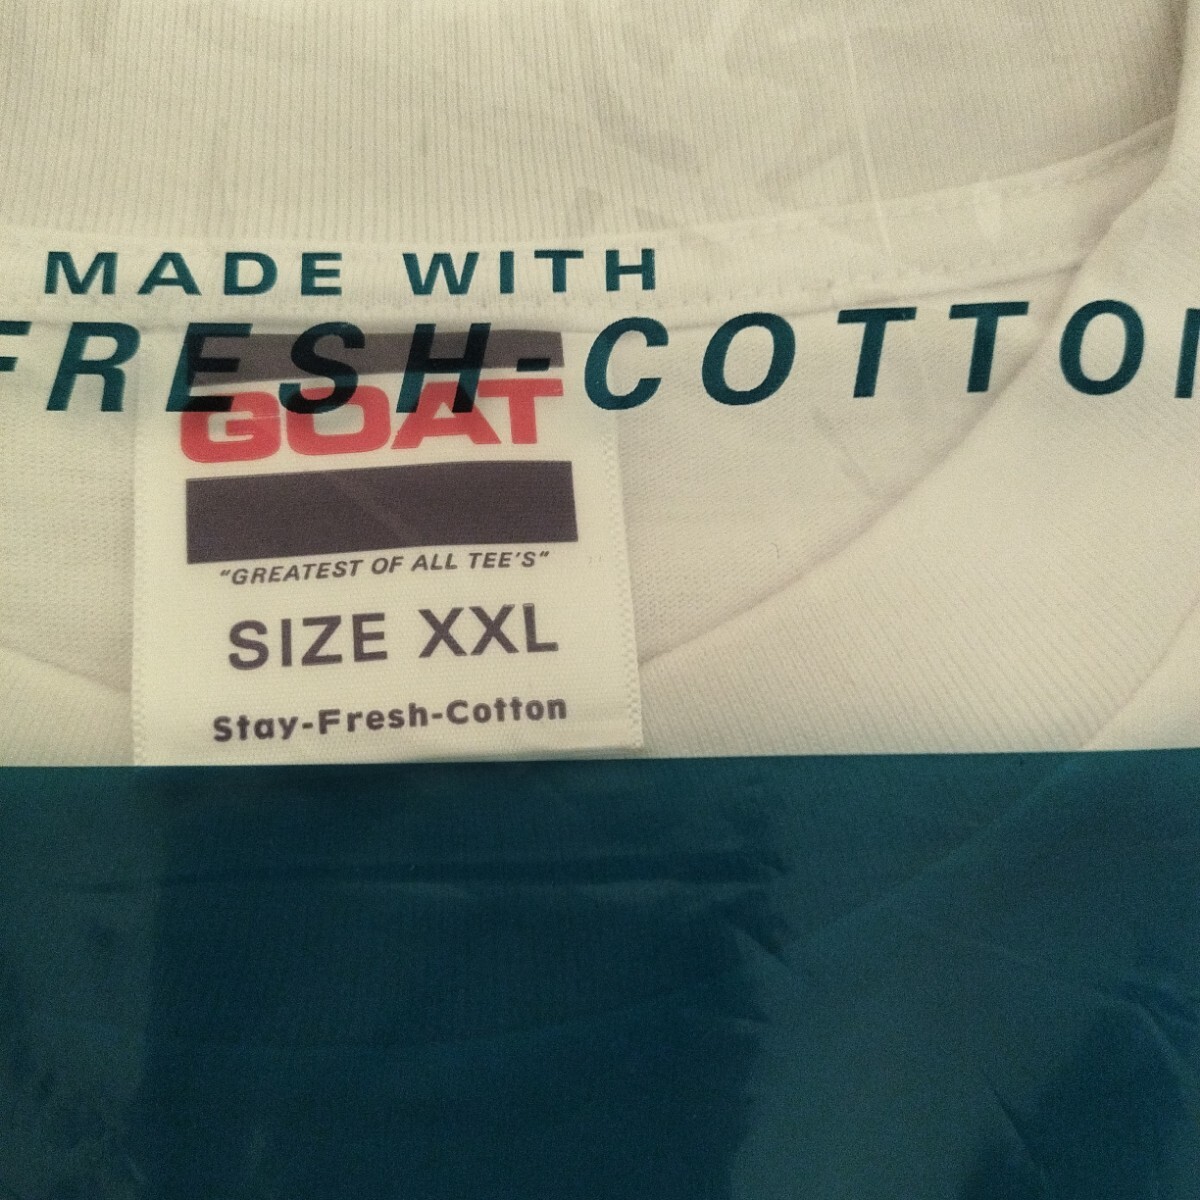 MADE WITH
FRESH-COTTON
GOAT
"GREATEST OF ALL TEE'S"
SIZE XXL
Stay-Fresh-Cotton